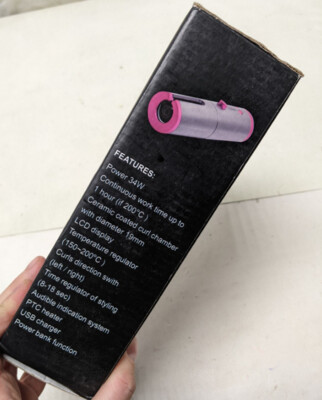 FEATURES:
Power 34W
Continuous work time up to
1 hour (if 200°C)
Ceramic coated curl chamber
with diameter 19mm
LCD display
Temperature regulator
(150~200°C)
Curls direction swith
(left / right)
Time regulator of styling
(8-18 sec)
Audible indication system
PTC heater
USB charger
Power bank function